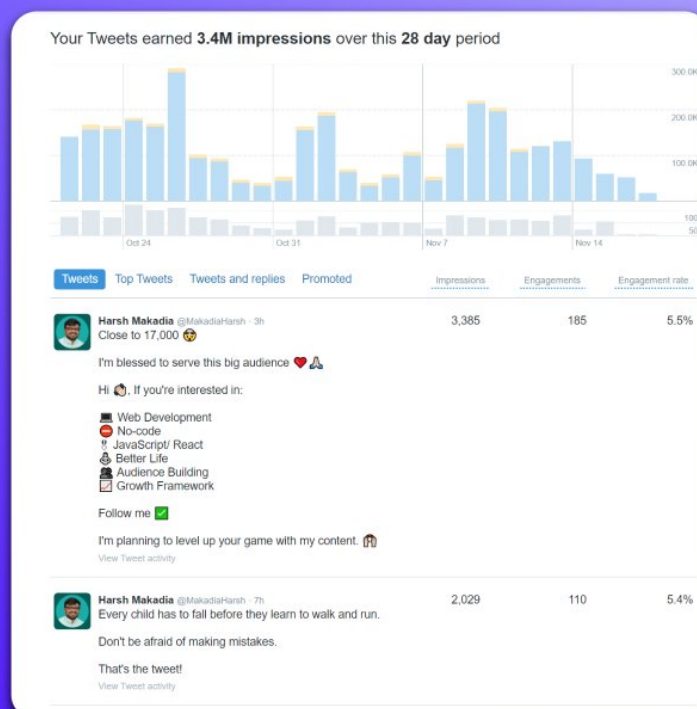 Your Tweets earned 3.4M impressions over this 28 day period
300.0K
200.0K
100.0K
100
50
Oct 24
Oct 31
Nov 7
Nov 14
Tweets Top Tweets Tweets and replies Promoted Impressions Engagements Engagement rate
Harsh Makadia @MakadiaHarsh · 3h 3,385 185 5.5%
Close to 17,000 😲
I'm blessed to serve this big audience ❤️🙏🏻
Hi 👋🏻, If you're interested in:
💻 Web Development
⛔ No-code
🎖 JavaScript/ React
Better Life
👥 Audience Building
📈 Growth Framework
Follow me ✅
I'm planning to level up your game with my content. 🙌🏻
View Tweet activity
Harsh Makadia @MakadiaHarsh · 7h 2,029 110 5.4%
Every child has to fall before they learn to walk and run.
Don't be afraid of making mistakes.
That's the tweet!
View Tweet activity